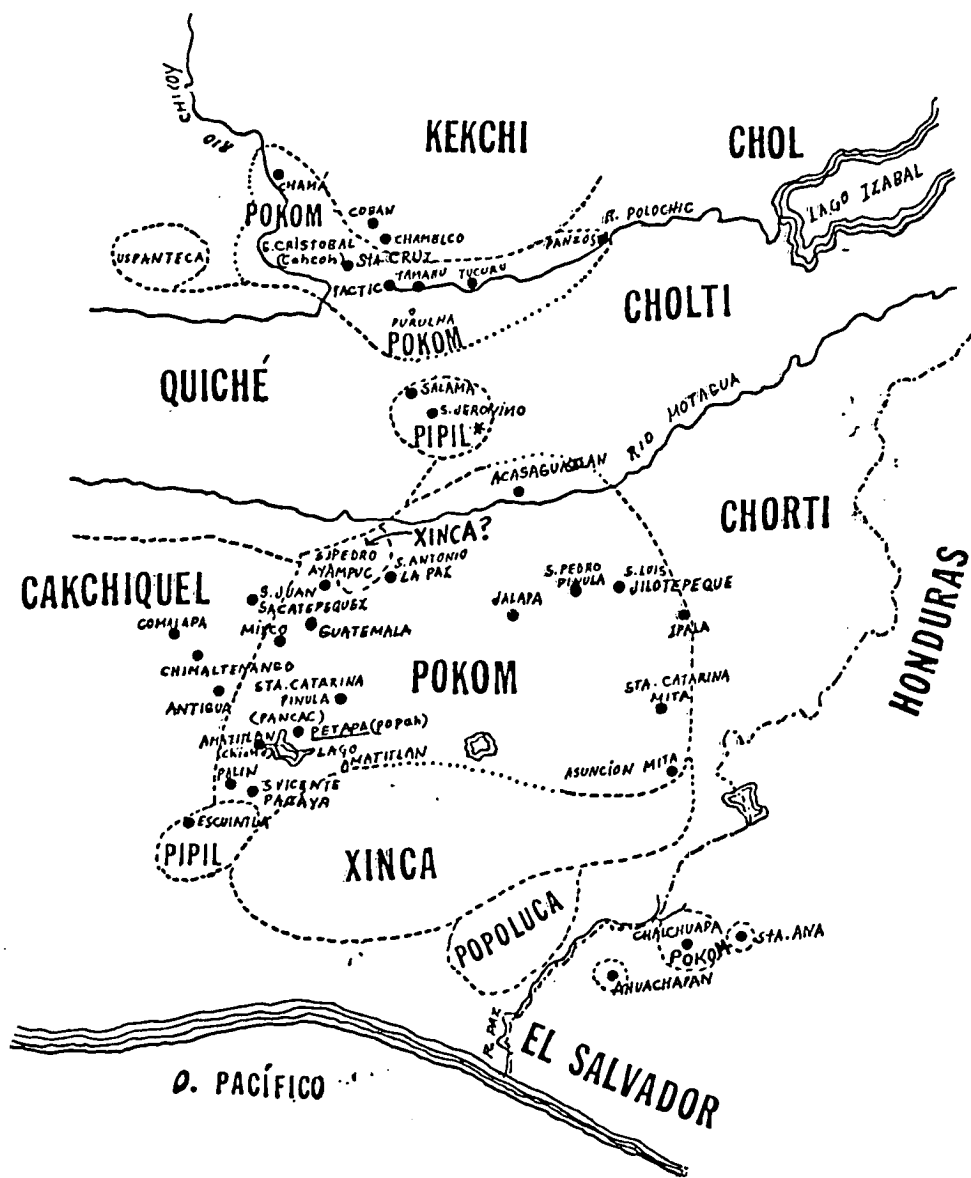 RIO CHIXOY
KEKCHI
CHOL
LAGO IZABAL
CHAMÁ
POKOM
COBAN
CHAMELCO
R. POLOCHIC
PANZÓS
USPANTECA
S. CRISTOBAL
(Cahcoh)
STA. CRUZ
TACTIC
TAMAHU
TUCURU
CHOLTI
PURULHA
POKOM
QUICHÉ
SALAMA
S. JERONIMO
PIPIL*
RIO MOTAGUA
ACASAGUASTLAN
CHORTI
XINCA?
S. PEDRO
AYAMPUC
S. ANTONIO
LA PAZ
CAKCHIQUEL
S. JUAN
SACATEPEQUEZ
S. PEDRO
PINULA
S. LUIS
JILOTEPEQUE
JALAPA
COMALAPA
MIXCO
GUATEMALA
IPALA
HONDURAS
CHIMALTENANGO
POKOM
STA. CATARINA
PINULA
(PANCAC)
STA. CATARINA
MITA
ANTIGUA
PETAPA (POPAH)
AMATITLAN
LAGO
AMATITLAN
ASUNCION MITA
PALIN
S. VICENTE
PACAYA
ESCUINTLA
PIPIL
XINCA
POPOLUCA
CHALCHUAPA
POKOM
STA. ANA
AHUACHAPAN
R. PAZ
EL SALVADOR
O. PACÍFICO